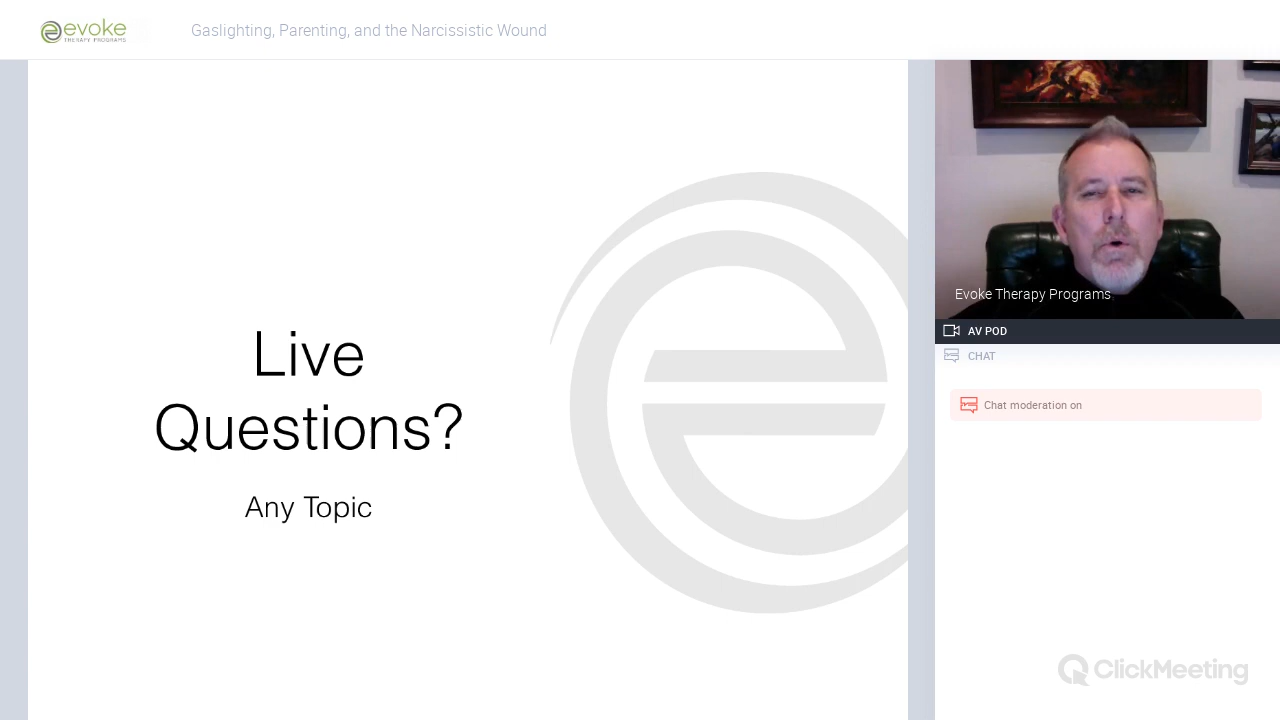 evoke
THERAPY PROGRAMS
Gaslighting, Parenting, and the Narcissistic Wound
Live
Questions?
Any Topic
Evoke Therapy Programs
AV POD
CHAT
Chat moderation on
ClickMeeting